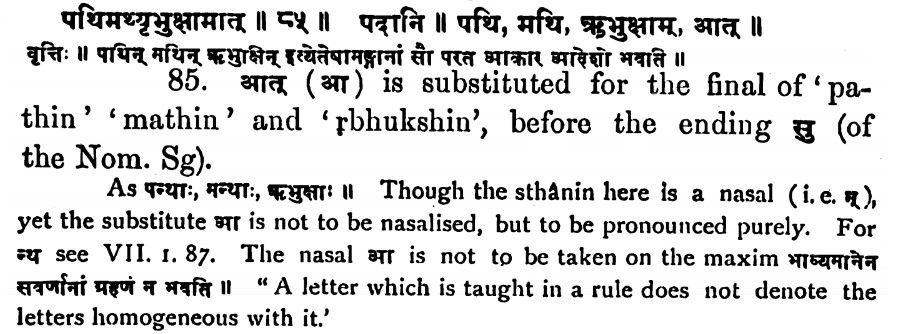 पथिमथ्यृभुक्षामात् ॥ ८५ ॥ पदानि ॥ पथि, मथि, ऋभुक्षाम्, आत् ॥
वृत्तिः ॥ पथिन् मथिन् ऋभुक्षिन् इत्येतेषामङ्गानां सौ परत आकार आदेशो भवति ॥
85. आत् (आ) is substituted for the final of ‘pa-
thin’ ‘mathin’ and ‘ṛbhukshin’, before the ending सु (of
the Nom. Sg).
As पन्थाः, मन्थाः, ऋभुक्षाः ॥ Though the sthânin here is a nasal (i. e. न्),
yet the substitute आ is not to be nasalised, but to be pronounced purely. For
न्थ see VII. 1. 87. The nasal आ is not to be taken on the maxim भाव्यमानेन
सवर्णानां ग्रहणं न भवति ॥ “A letter which is taught in a rule does not denote the
letters homogeneous with it.’